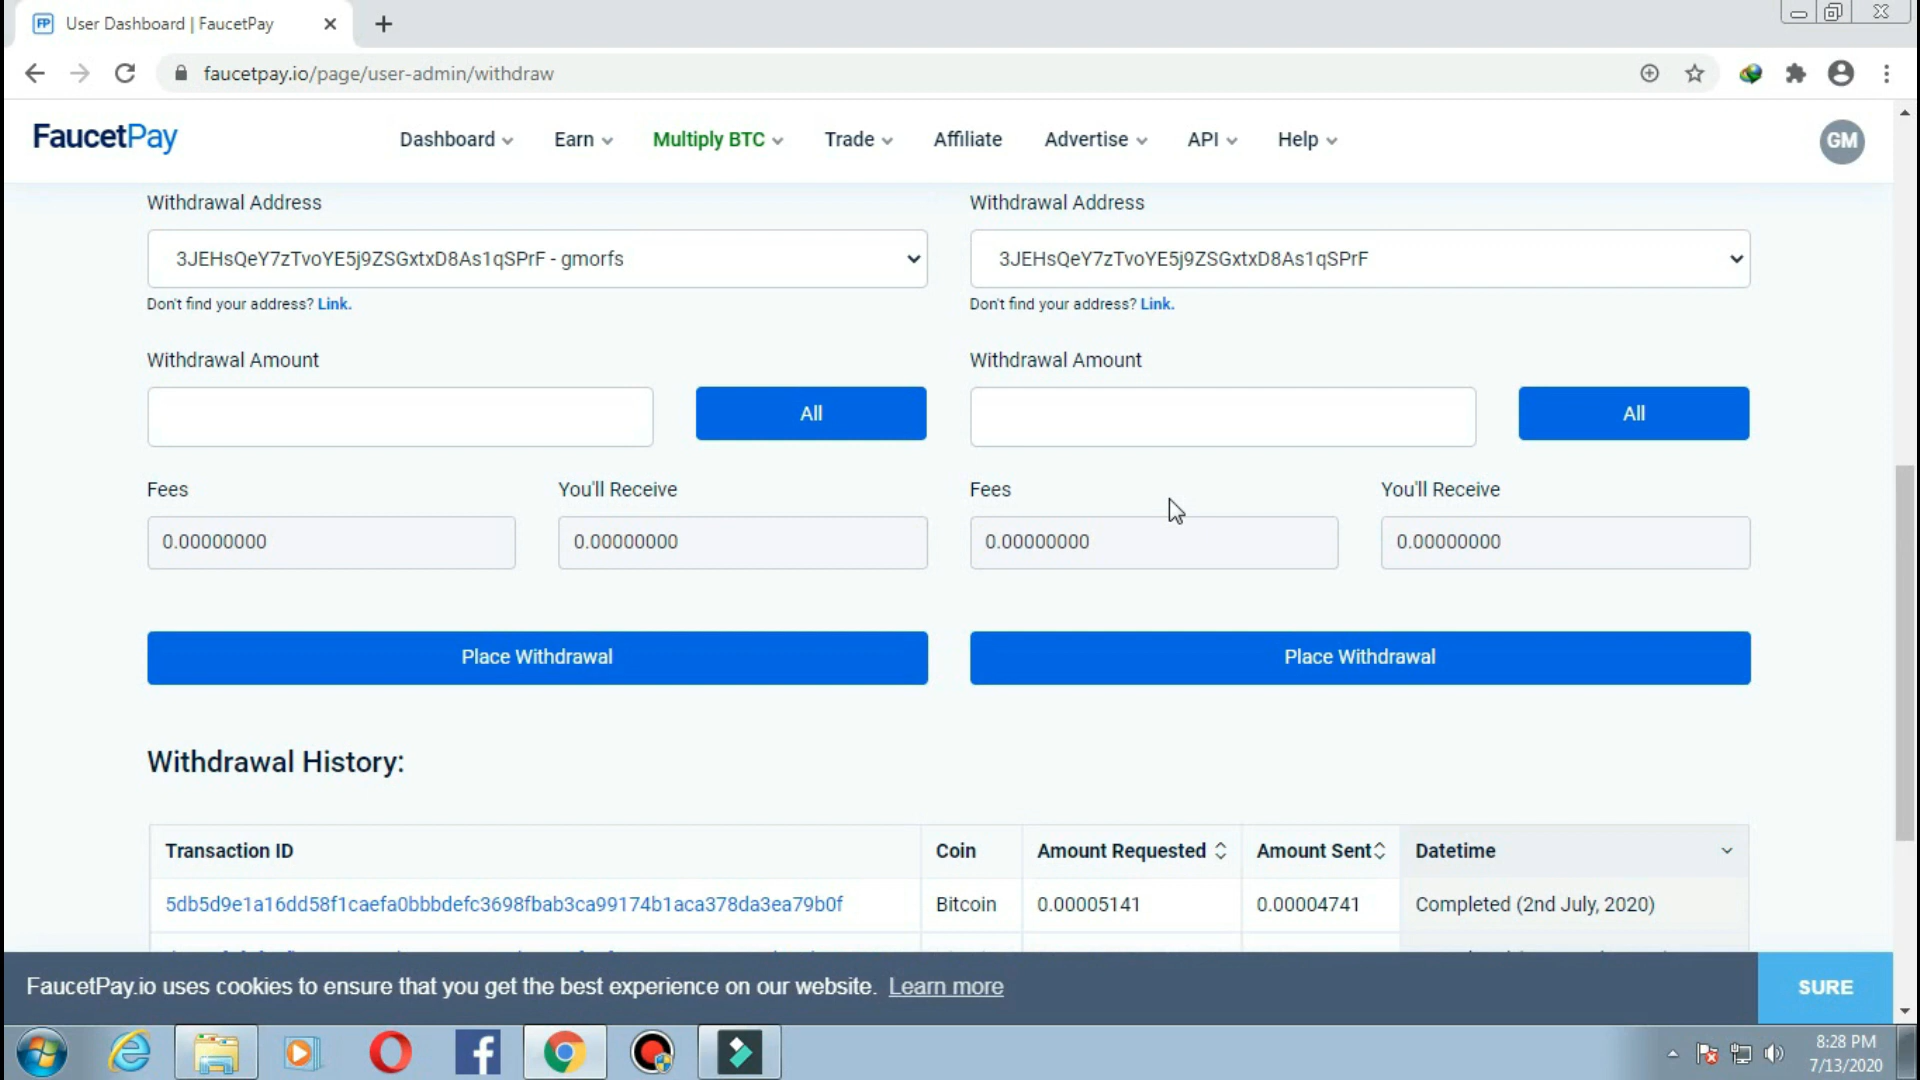 User Dashboard | FaucetPay
faucetpay.io/page/user-admin/withdraw
FaucetPay
Dashboard
Earn
Multiply BTC
Trade
Affiliate
Advertise
API
Help
GM
Withdrawal Address
Withdrawal Address
3JEHsQeY7zTvoYE5j9ZSGxtxD8As1qSPrF - gmorfs
3JEHsQeY7zTvoYE5j9ZSGxtxD8As1qSPrF
Don't find your address? Link.
Don't find your address? Link.
Withdrawal Amount
Withdrawal Amount
All
All
Fees
You'll Receive
Fees
You'll Receive
0.00000000
0.00000000
0.00000000
0.00000000
Place Withdrawal
Place Withdrawal
Withdrawal History:
Transaction ID
Coin
Amount Requested
Amount Sent
Datetime
5db5d9e1a16dd58f1caefa0bbbdefc3698fbab3ca99174b1aca378da3ea79b0f
Bitcoin
0.00005141
0.00004741
Completed (2nd July, 2020)
FaucetPay.io uses cookies to ensure that you get the best experience on our website. Learn more
SURE
8:28 PM
7/13/2020